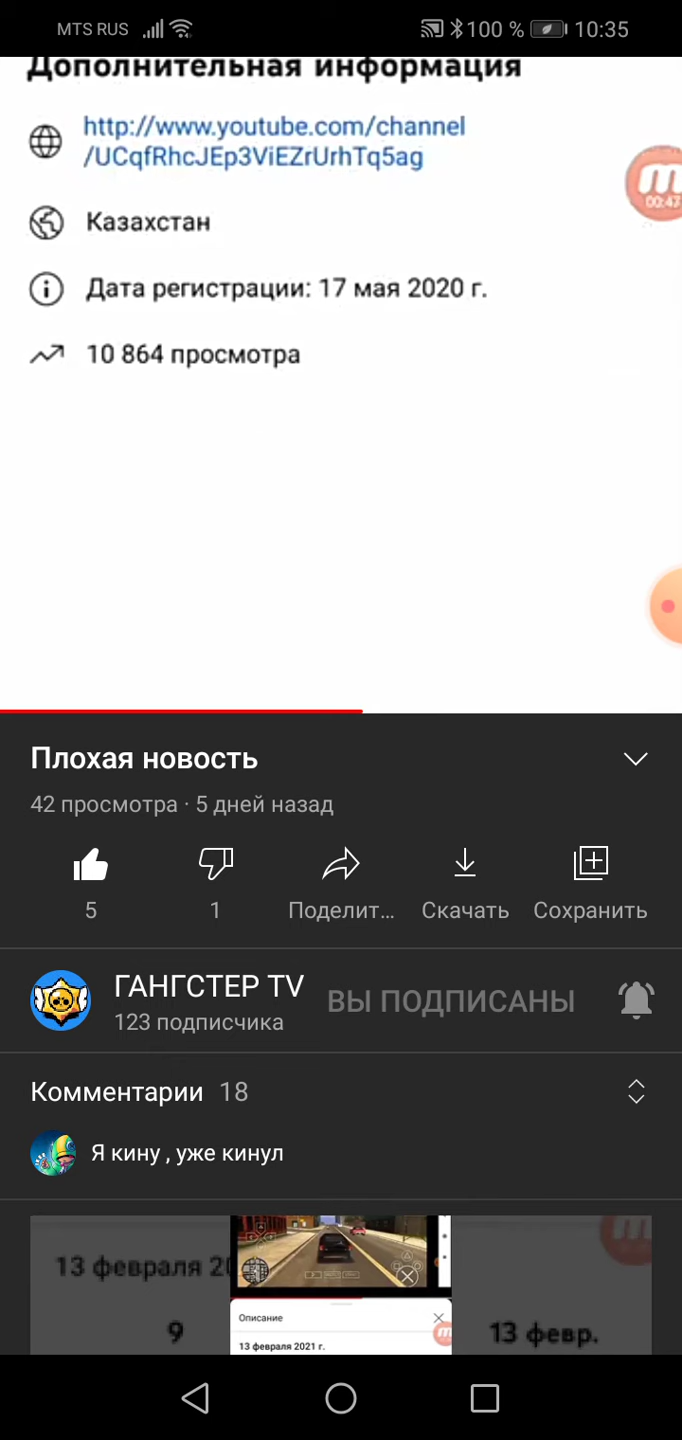 MTS RUS 100 % 10:35
Дополнительная информация
http://www.youtube.com/channel
/UCqfRhcJEp3ViEZrUrhTq5ag
00:47
Казахстан
Дата регистрации: 17 мая 2020 г.
10 864 просмотра
Плохая новость
42 просмотра · 5 дней назад
5 1 Поделит... Скачать Сохранить
ГАНГСТЕР TV ВЫ ПОДПИСАНЫ
123 подписчика
Комментарии 18
Я кину , уже кинул
13 февраля 20
Описание
9 13 февр.
13 февраля 2021 г.